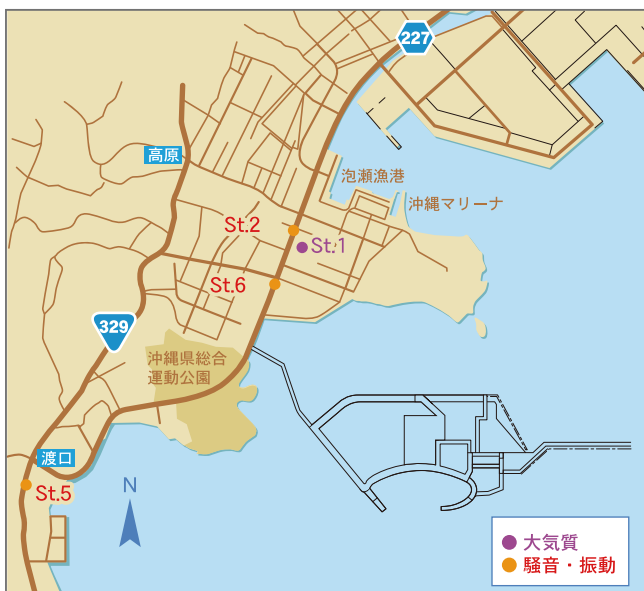 227
高原
泡瀬漁港
沖縄マリーナ
St.2
St.1
St.6
329
沖縄県総合
運動公園
渡口
St.5
N
大気質
騒音・振動